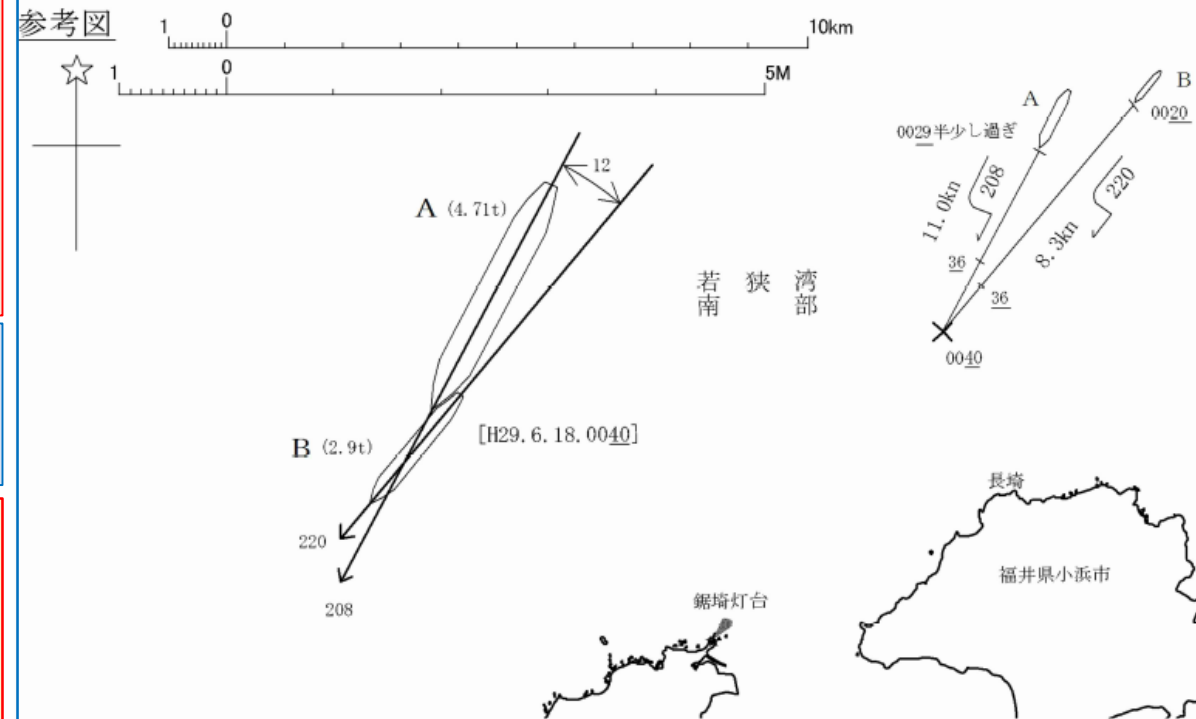 参考図
1 0 10km
1 0 5M
A
B
0020
0029半少し過ぎ
11.0kn
208
220
8.3kn
36
36
0040
12
A (4.71t)
若狭湾
南部
B (2.9t)
[H29.6.18.0040]
220
208
長埼
福井県小浜市
鋸埼灯台